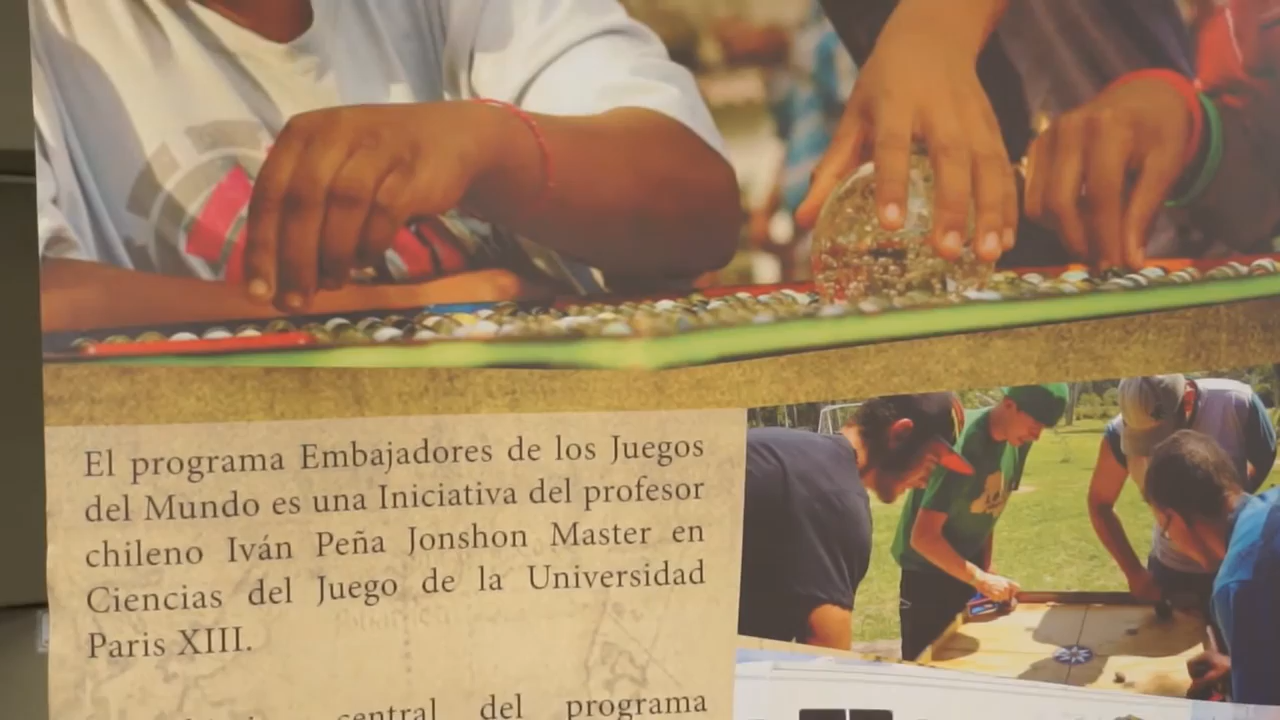 El programa Embajadores de los Juegos
del Mundo es una Iniciativa del profesor
chileno Iván Peña Jonshon Master en
Ciencias del Juego de la Universidad
Paris XIII.
central del programa